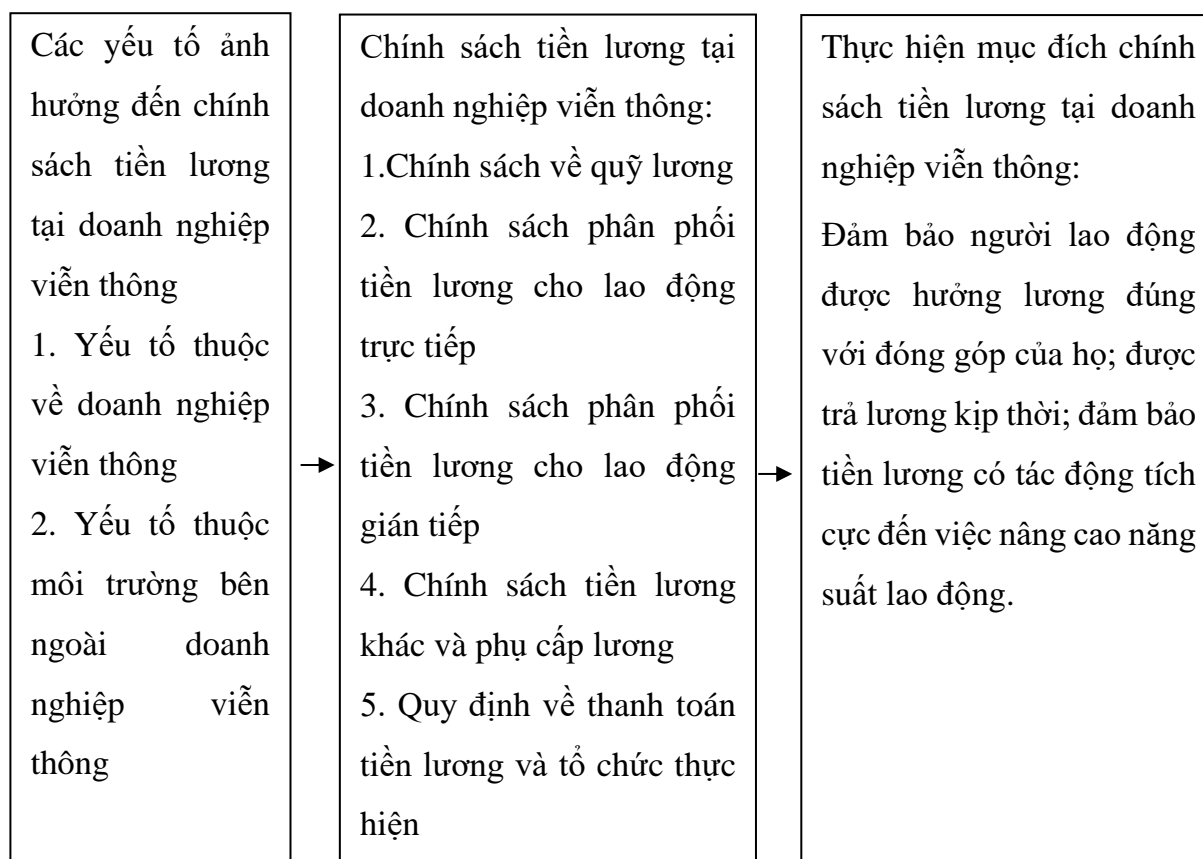 Các yếu tố ảnh
hưởng đến chính
sách tiền lương
tại doanh nghiệp
viễn thông
1. Yếu tố thuộc
về doanh nghiệp
viễn thông
2. Yếu tố thuộc
môi trường bên
ngoài doanh
nghiệp viễn
thông
Chính sách tiền lương tại
doanh nghiệp viễn thông:
1.Chính sách về quỹ lương
2. Chính sách phân phối
tiền lương cho lao động
trực tiếp
3. Chính sách phân phối
tiền lương cho lao động
gián tiếp
4. Chính sách tiền lương
khác và phụ cấp lương
5. Quy định về thanh toán
tiền lương và tổ chức thực
hiện
Thực hiện mục đích chính
sách tiền lương tại doanh
nghiệp viễn thông:
Đảm bảo người lao động
được hưởng lương đúng
với đóng góp của họ; được
trả lương kịp thời; đảm bảo
tiền lương có tác động tích
cực đến việc nâng cao năng
suất lao động.